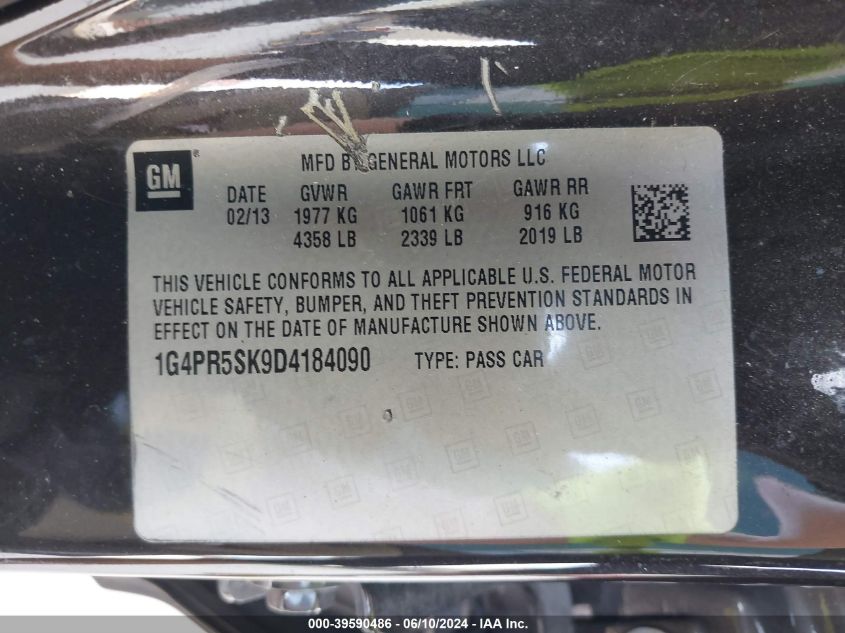 GM
MFD BY GENERAL MOTORS LLC
DATE GVWR GAWR FRT GAWR RR
02/13 1977 KG 1061 KG 916 KG
4358 LB 2339 LB 2019 LB
THIS VEHICLE CONFORMS TO ALL APPLICABLE U.S. FEDERAL MOTOR
VEHICLE SAFETY, BUMPER, AND THEFT PREVENTION STANDARDS IN
EFFECT ON THE DATE OF MANUFACTURE SHOWN ABOVE.
1G4PR5SK9D4184090 TYPE: PASS CAR
000-39590486 - 06/10/2024 - IAA Inc.